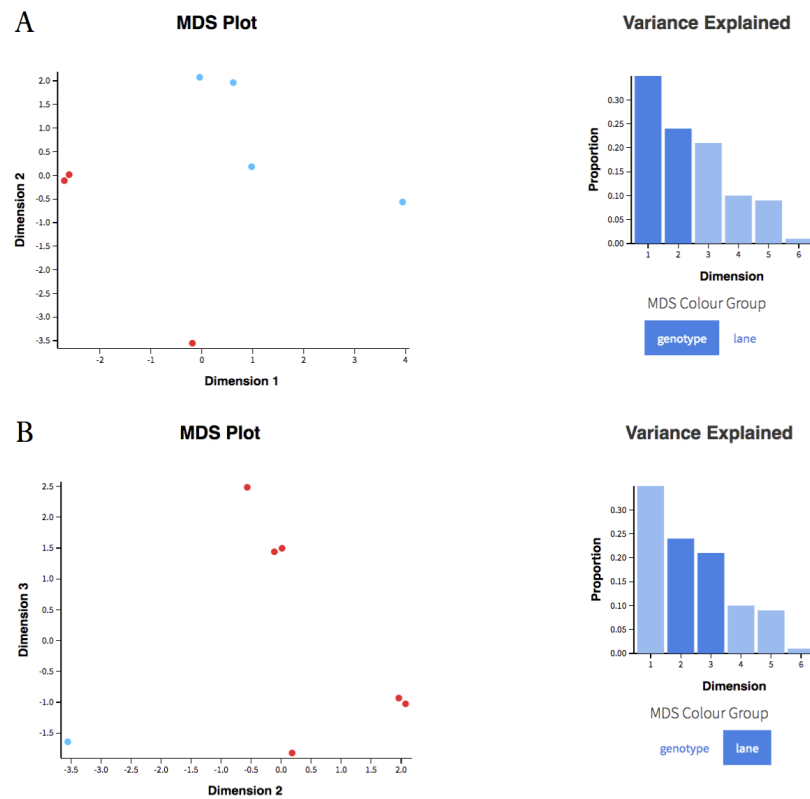 A
MDS Plot
Variance Explained
2.0
1.5
1.0
0.5
0.0
-0.5
-1.0
-1.5
-2.0
-2.5
-3.0
-3.5
Dimension 2
-2 -1 0 1 2 3 4
Dimension 1
0.30
0.25
0.20
0.15
0.10
0.05
0.00
Proportion
1 2 3 4 5 6
Dimension
MDS Colour Group
genotype lane
B
MDS Plot
Variance Explained
2.5
2.0
1.5
1.0
0.5
0.0
-0.5
-1.0
-1.5
Dimension 3
-3.5 -3.0 -2.5 -2.0 -1.5 -1.0 -0.5 0.0 0.5 1.0 1.5 2.0
Dimension 2
0.30
0.25
0.20
0.15
0.10
0.05
0.00
Proportion
1 2 3 4 5 6
Dimension
MDS Colour Group
genotype lane